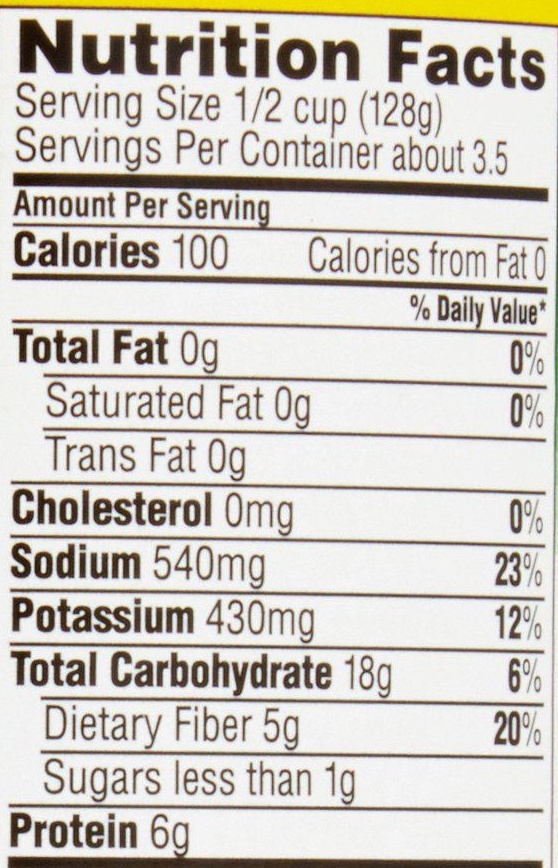 Nutrition Facts
Serving Size 1/2 cup (128g)
Servings Per Container about 3.5
Amount Per Serving
Calories 100 Calories from Fat 0
% Daily Value*
Total Fat 0g 0%
Saturated Fat 0g 0%
Trans Fat 0g
Cholesterol 0mg 0%
Sodium 540mg 23%
Potassium 430mg 12%
Total Carbohydrate 18g 6%
Dietary Fiber 5g 20%
Sugars less than 1g
Protein 6g